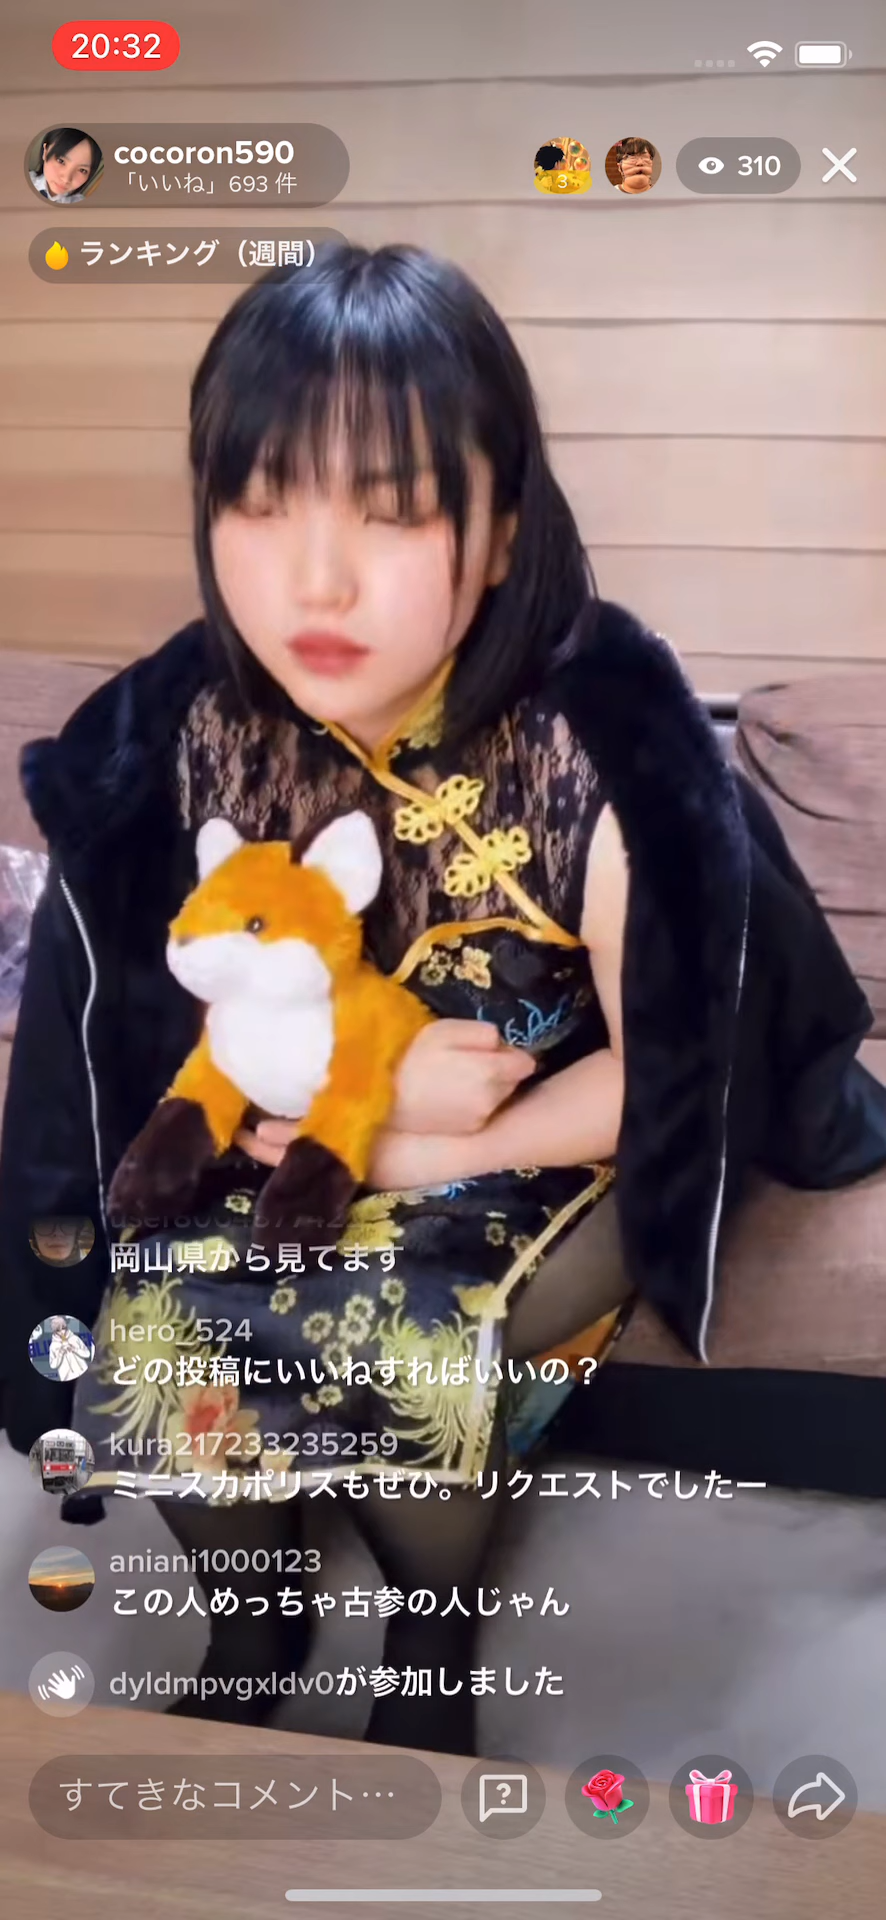 20:32
cocoron590
「いいね」693 件
3
310
ランキング（週間）
岡山県から見てます
hero_524
どの投稿にいいねすればいいの？
kura217233235259
ミニスカポリスもぜひ。リクエストでしたー
aniani1000123
この人めっちゃ古参の人じゃん
dyldmpvgxldv0が参加しました
すてきなコメント…